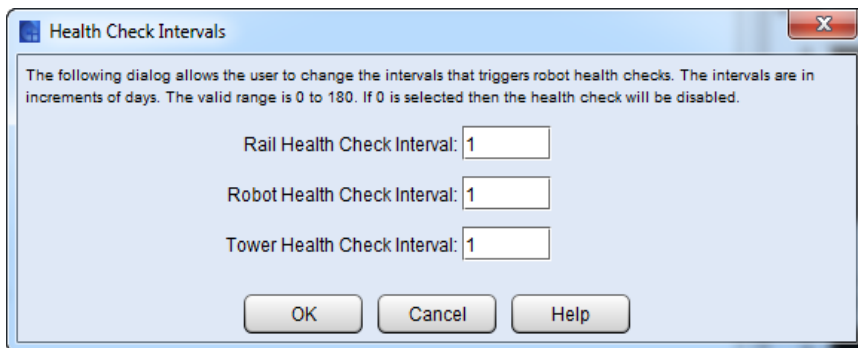 Health Check Intervals
The following dialog allows the user to change the intervals that triggers robot health checks. The intervals are in
increments of days. The valid range is 0 to 180. If 0 is selected then the health check will be disabled.
Rail Health Check Interval: 1
Robot Health Check Interval: 1
Tower Health Check Interval: 1
OK Cancel Help